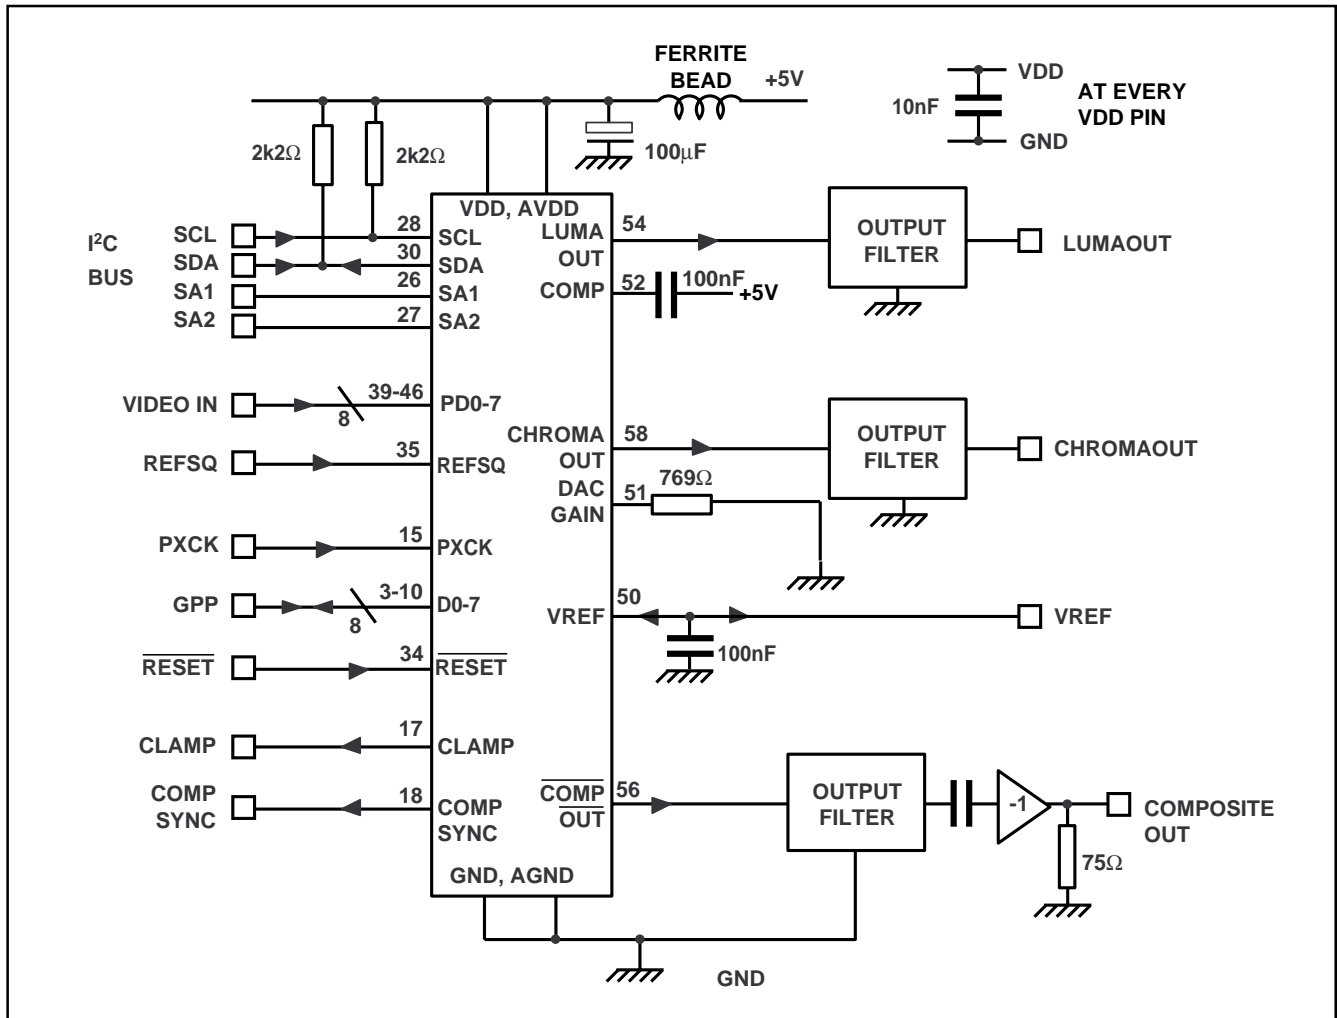 FERRITE
BEAD
+5V
VDD
10nF
AT EVERY
VDD PIN
GND
2k2Ω
2k2Ω
100μF
VDD, AVDD
I²C
BUS
SCL
28
SCL
SDA
30
SDA
SA1
26
SA1
SA2
27
SA2
LUMA
OUT
54
OUTPUT
FILTER
LUMAOUT
COMP
52
100nF
+5V
VIDEO IN
8
39-46
PD0-7
REFSQ
35
REFSQ
CHROMA
OUT
58
OUTPUT
FILTER
CHROMAOUT
DAC
GAIN
51
769Ω
PXCK
15
PXCK
GPP
8
3-10
D0-7
VREF
50
VREF
100nF
RESET
34
RESET
CLAMP
17
CLAMP
COMP
SYNC
18
COMP
SYNC
COMP
OUT
56
OUTPUT
FILTER
-1
COMPOSITE
OUT
75Ω
GND, AGND
GND